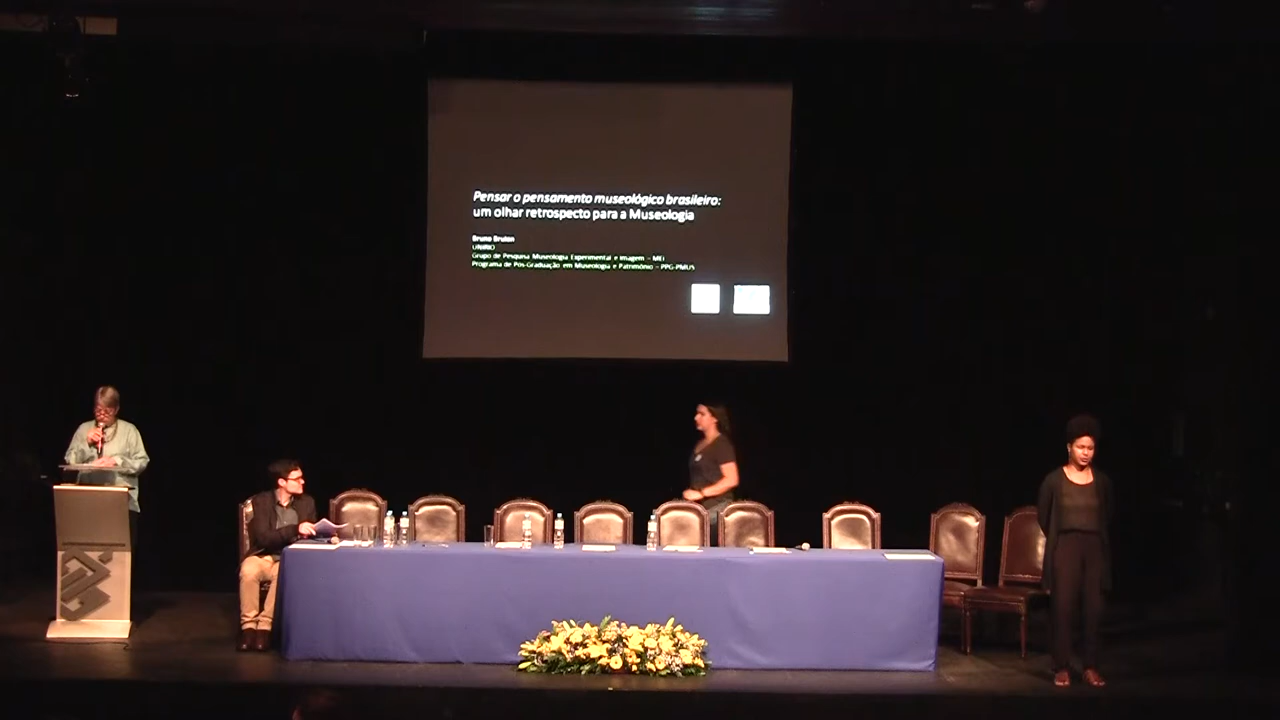 Pensar o pensamento museológico brasileiro:
um olhar retrospecto para a Museologia
Bruno Brulon
UNIRIO
Grupo de Pesquisa Museologia Experimental e Imagem – MEI
Programa de Pós-Graduação em Museologia e Patrimônio – PPG-PMUS